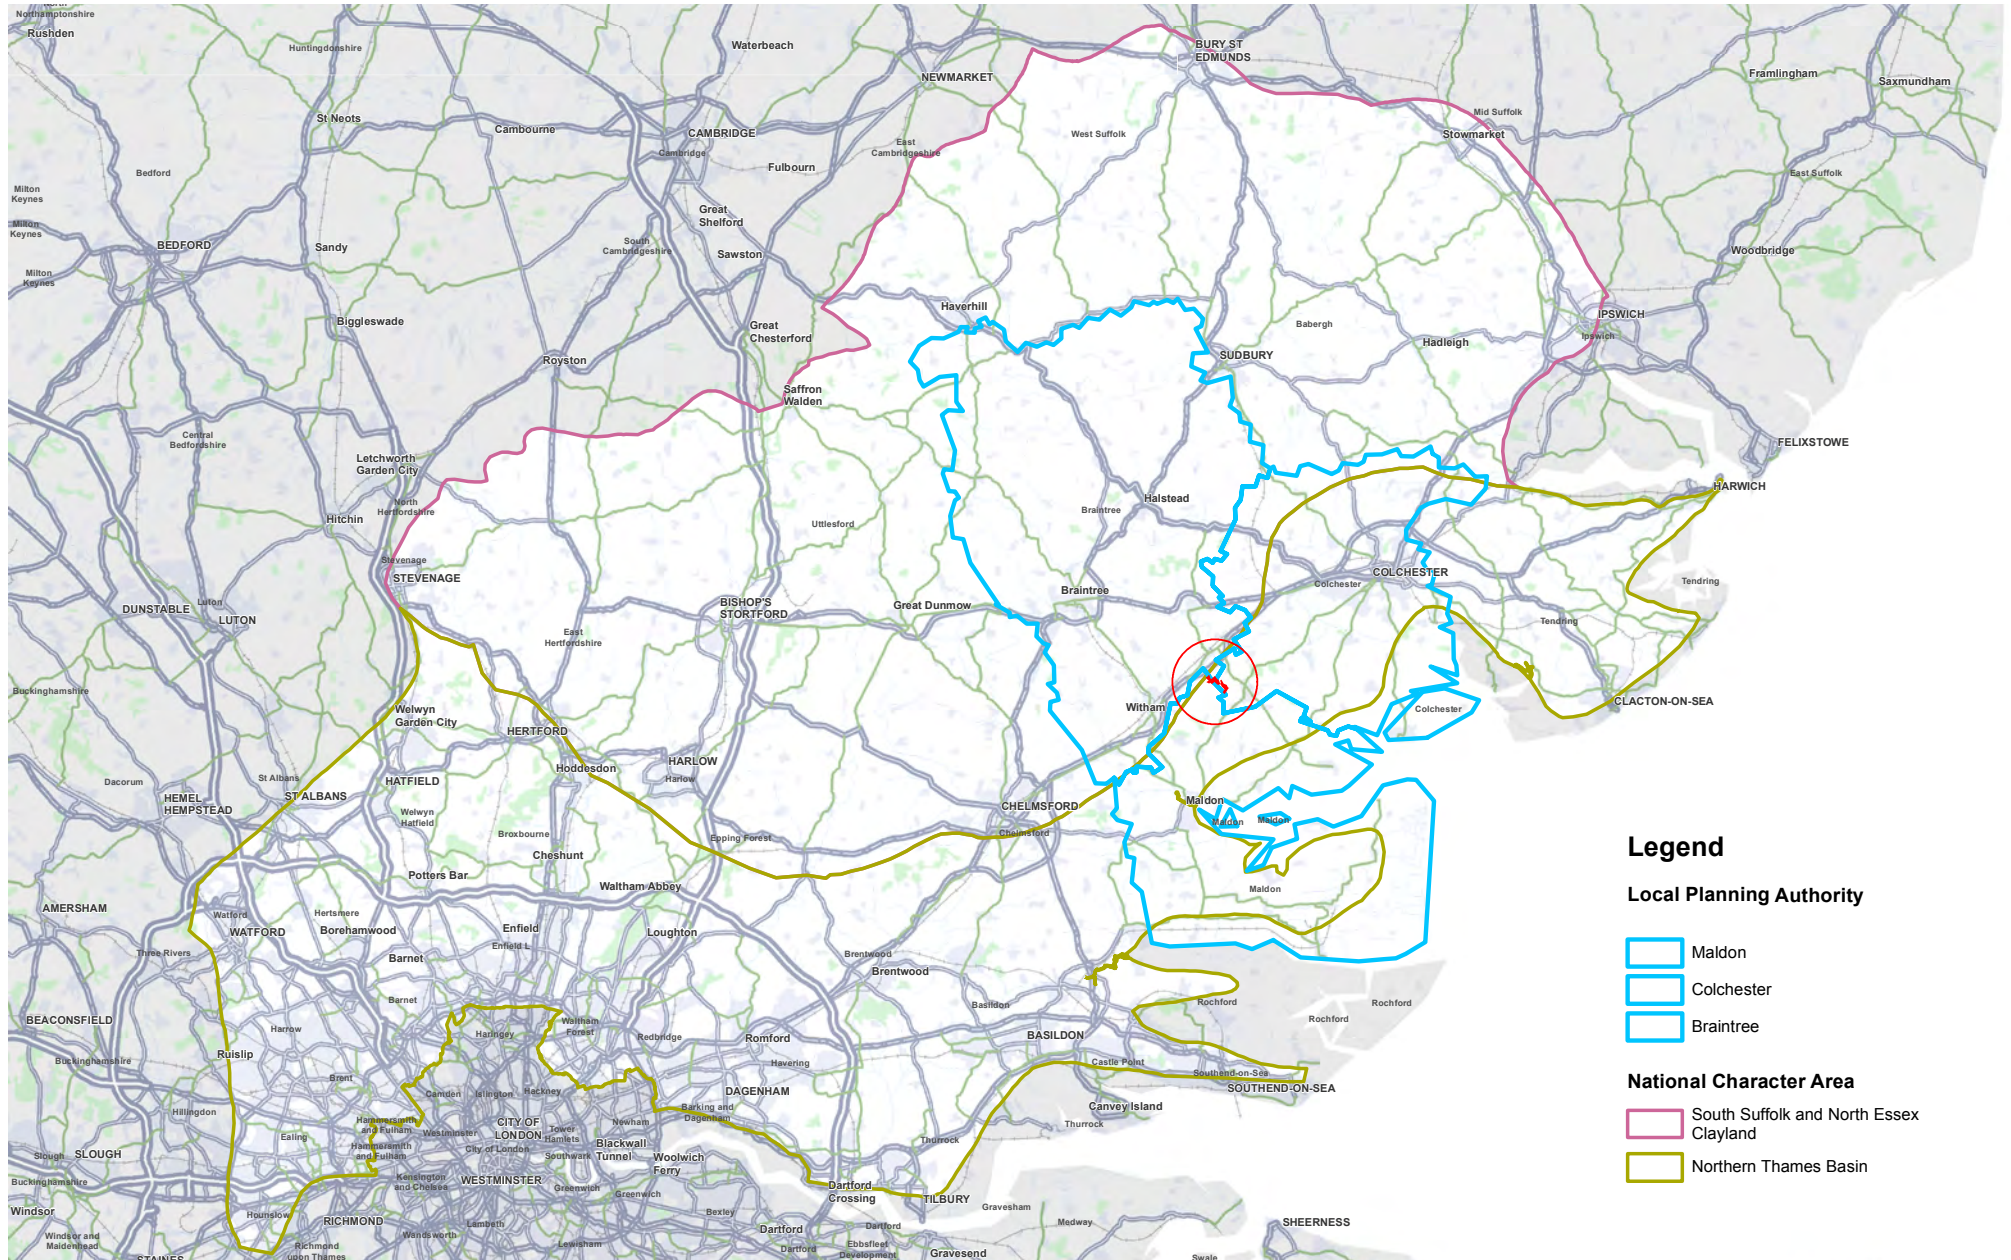 North
Northamptonshire
Rushden
Huntingdonshire
Waterbeach
BURY ST
EDMUNDS
NEWMARKET
Framlingham
Saxmundham
St Neots
Cambourne
CAMBRIDGE
Cambridge
East
Cambridgeshire
West Suffolk
Mid Suffolk
Stowmarket
Bedford
Fulbourn
East Suffolk
Milton
Keynes
Milton
Keynes
BEDFORD
Sandy
Great
Shelford
South
Cambridgeshire
Sawston
Woodbridge
Milton
Keynes
Haverhill
Biggleswade
Great
Chesterford
Babergh
Hadleigh
IPSWICH
Ipswich
Royston
SUDBURY
Saffron
Walden
Central
Bedfordshire
Letchworth
Garden City
FELIXSTOWE
North
Hertfordshire
Hitchin
Uttlesford
Halstead
Braintree
HARWICH
Stevenage
STEVENAGE
COLCHESTER
Colchester
Tendring
Luton
DUNSTABLE
LUTON
BISHOP'S
STORTFORD
Great Dunmow
Braintree
Tendring
East
Hertfordshire
Buckinghamshire
Welwyn
Garden City
HERTFORD
Witham
Colchester
CLACTON-ON-SEA
Dacorum
St Albans
HATFIELD
Hoddesdon
HARLOW
Harlow
HEMEL
HEMPSTEAD
ST ALBANS
Welwyn
Hatfield
Broxbourne
Epping Forest
CHELMSFORD
Chelmsford
Maldon
Maldon
Maldon
Cheshunt
Potters Bar
Waltham Abbey
Maldon
AMERSHAM
Watford
WATFORD
Hertsmere
Borehamwood
Enfield
Enfield L
Loughton
Three Rivers
Barnet
Brentwood
Brentwood
Barnet
Basildon
Rochford
Rochford
Rochford
BEACONSFIELD
Harrow
Haringey
Waltham
Forest
Redbridge
Romford
BASILDON
Buckinghamshire
Ruislip
Havering
Castle Point
Southend-on-Sea
SOUTHEND-ON-SEA
Brent
Camden
Islington
Hackney
DAGENHAM
Hillingdon
Hammersmith
and Fulham
Westminster
CITY OF
LONDON
City of London
Tower
Hamlets
Newham
Barking and
Dagenham
Canvey Island
Thurrock
Ealing
Hammersmith
and Fulham
Southwark
Blackwall
Tunnel
Woolwich
Ferry
Thurrock
Slough
SLOUGH
Buckinghamshire
Kensington
and Chelsea
WESTMINSTER
Greenwich
Greenwich
Dartford
Crossing
TILBURY
Windsor
Hounslow
RICHMOND
Lambeth
Bexley
Gravesham
Medway
SHEERNESS
Windsor and
Maidenhead
Wandsworth
Lewisham
Dartford
Dartford
STAINES
Richmond
upon Thames
Dartford
Ebbsfleet
Development
Gravesend
Swale
Legend
Local Planning Authority
Maldon
Colchester
Braintree
National Character Area
South Suffolk and North Essex
Clayland
Northern Thames Basin